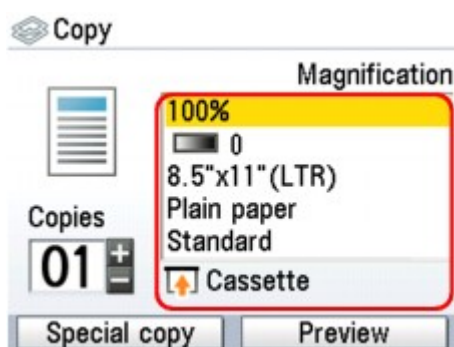 Copy
Magnification
100%
0
8.5"x11"(LTR)
Plain paper
Standard
Cassette
Copies
01 + -
Special copy
Preview